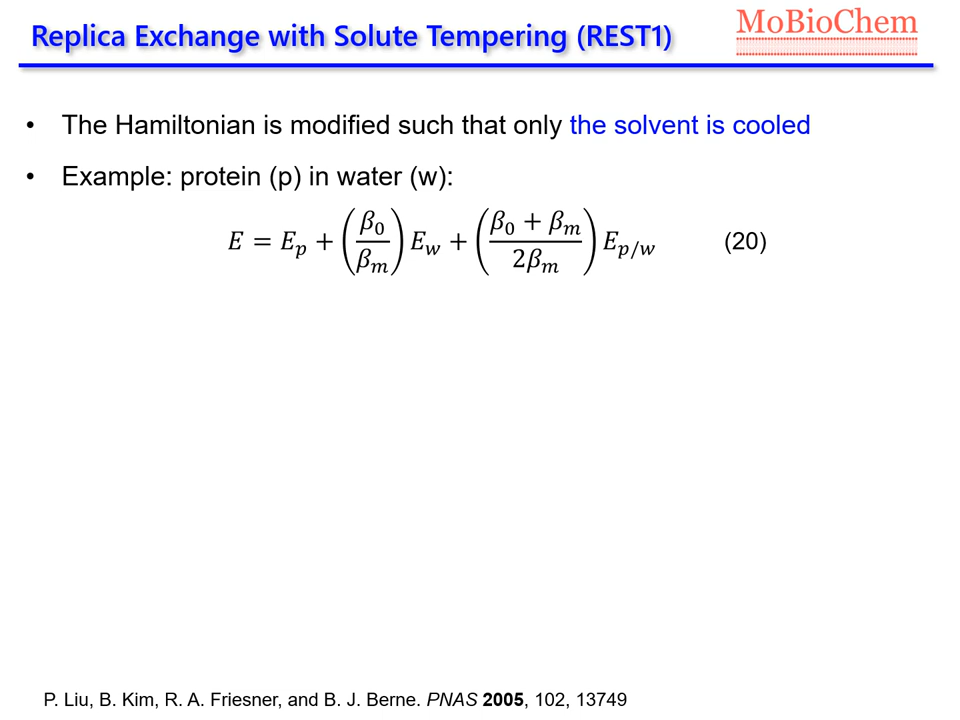 Replica Exchange with Solute Tempering (REST1)
MoBioChem
• The Hamiltonian is modified such that only the solvent is cooled
• Example: protein (p) in water (w):
E = E_p + (β_0/β_m) E_w + ((β_0 + β_m)/(2β_m)) E_{p/w} (20)
P. Liu, B. Kim, R. A. Friesner, and B. J. Berne. PNAS 2005, 102, 13749